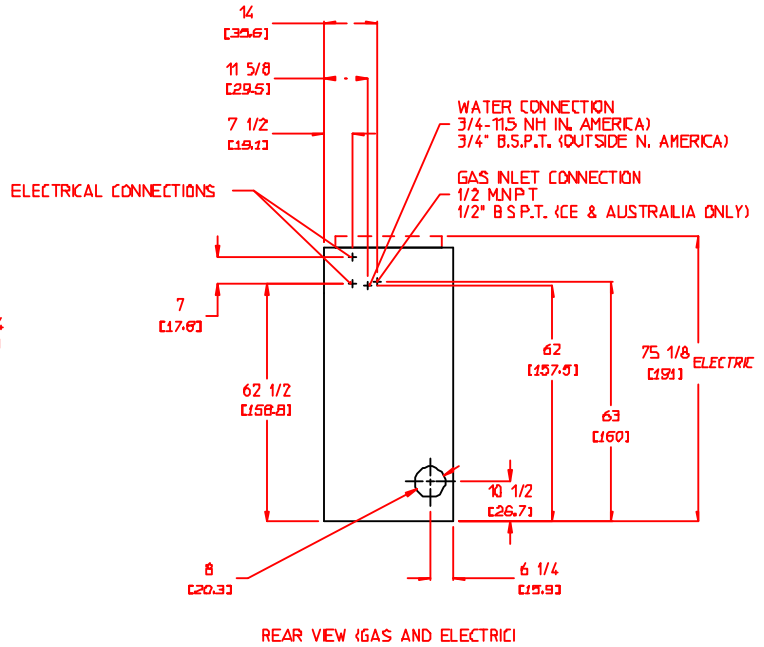 14
[35.6]
11 5/8
[29.5]
7 1/2
[19.1]
WATER CONNECTION
3/4-11.5 NH IN. AMERICA)
3/4" B.S.P.T. (OUTSIDE N. AMERICA)
GAS INLET CONNECTION
1/2 M.N.P.T
1/2" B.S.P.T. (CE & AUSTRAILIA ONLY)
ELECTRICAL CONNECTIONS
7
[17.8]
62 1/2
[158.8]
62
[157.5]
63
[160]
75 1/8
[191]
ELECTRIC
10 1/2
[26.7]
8
[20.3]
6 1/4
[15.9]
REAR VIEW (GAS AND ELECTRIC)